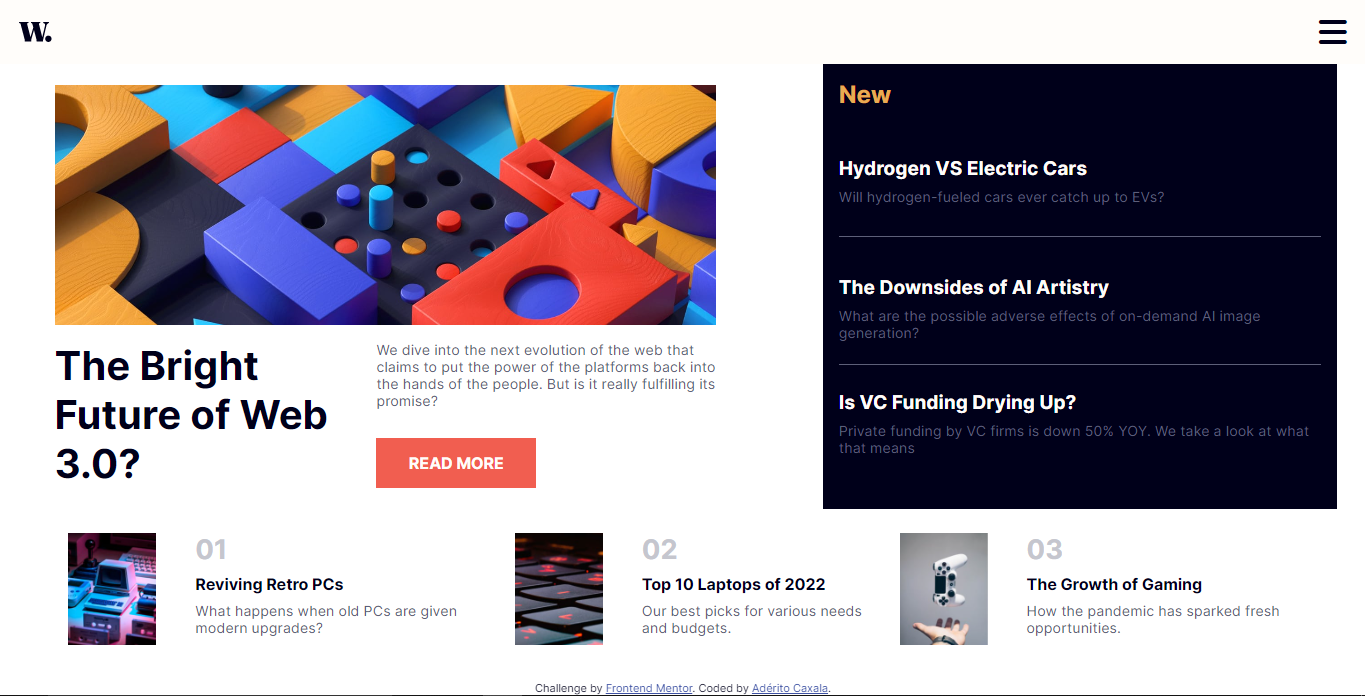 W.
New
Hydrogen VS Electric Cars
Will hydrogen-fueled cars ever catch up to EVs?
The Downsides of AI Artistry
What are the possible adverse effects of on-demand AI image
generation?
Is VC Funding Drying Up?
Private funding by VC firms is down 50% YOY. We take a look at what
that means
The Bright
Future of Web
3.0?
We dive into the next evolution of the web that
claims to put the power of the platforms back into
the hands of the people. But is it really fulfilling its
promise?
READ MORE
01
Reviving Retro PCs
What happens when old PCs are given
modern upgrades?
02
Top 10 Laptops of 2022
Our best picks for various needs
and budgets.
03
The Growth of Gaming
How the pandemic has sparked fresh
opportunities.
Challenge by Frontend Mentor. Coded by Adérito Caxala.